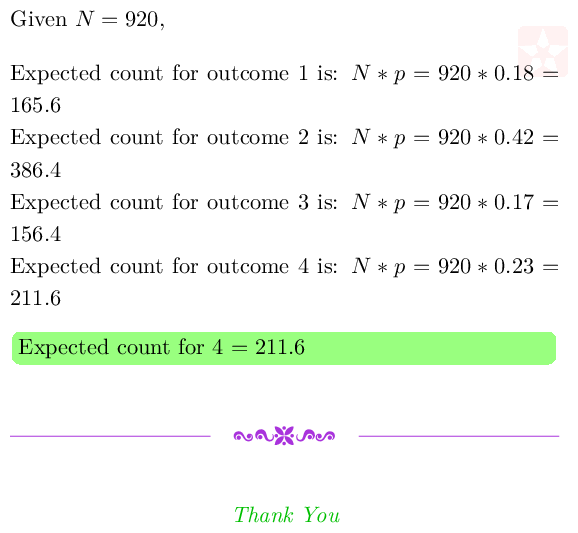 Given N = 920,
Expected count for outcome 1 is: N ∗ p = 920 ∗ 0.18 =
165.6
Expected count for outcome 2 is: N ∗ p = 920 ∗ 0.42 =
386.4
Expected count for outcome 3 is: N ∗ p = 920 ∗ 0.17 =
156.4
Expected count for outcome 4 is: N ∗ p = 920 ∗ 0.23 =
211.6
Expected count for 4 = 211.6
Thank You